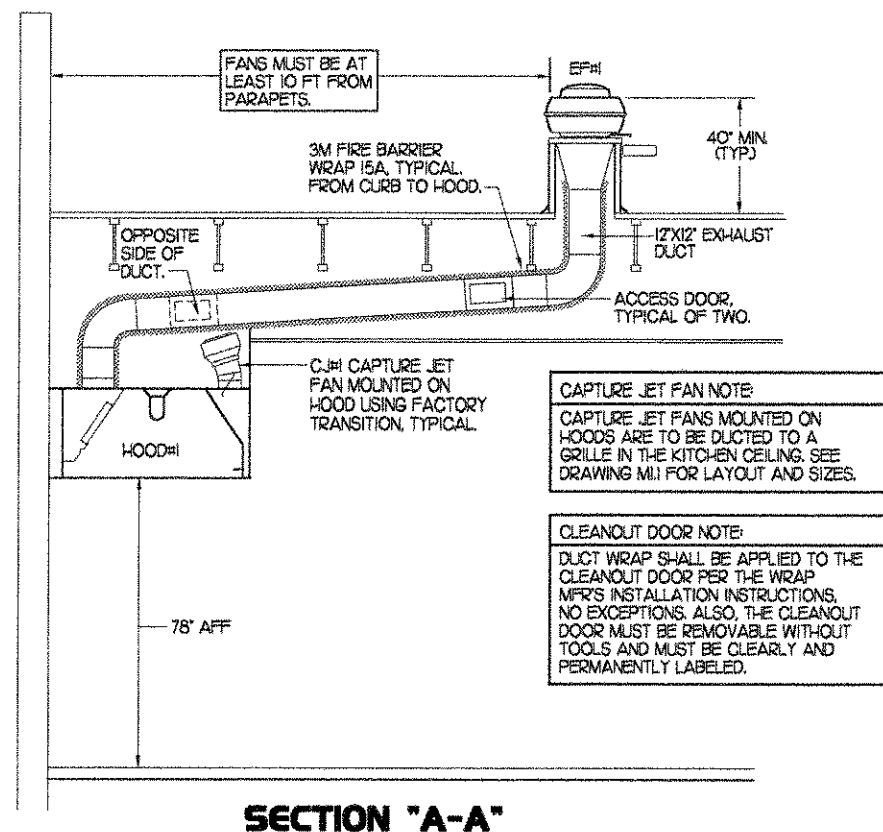 FANS MUST BE AT
LEAST 10 FT FROM
PARAPETS.
EF#1
40" MIN.
(TYP.)
3M FIRE BARRIER
WRAP 15A, TYPICAL.
FROM CURB TO HOOD.
OPPOSITE
SIDE OF
DUCT.
12"X12" EXHAUST
DUCT
ACCESS DOOR,
TYPICAL OF TWO.
CJ#1 CAPTURE JET
FAN MOUNTED ON
HOOD USING FACTORY
TRANSITION, TYPICAL.
HOOD#1
CAPTURE JET FAN NOTE:
CAPTURE JET FANS MOUNTED ON
HOODS ARE TO BE DUCTED TO A
GRILLE IN THE KITCHEN CEILING. SEE
DRAWING M1.1 FOR LAYOUT AND SIZES.
CLEANOUT DOOR NOTE:
DUCT WRAP SHALL BE APPLIED TO THE
CLEANOUT DOOR PER THE WRAP
MFR'S INSTALLATION INSTRUCTIONS,
NO EXCEPTIONS. ALSO, THE CLEANOUT
DOOR MUST BE REMOVABLE WITHOUT
TOOLS AND MUST BE CLEARLY AND
PERMANENTLY LABELED.
78" AFF
SECTION "A-A"